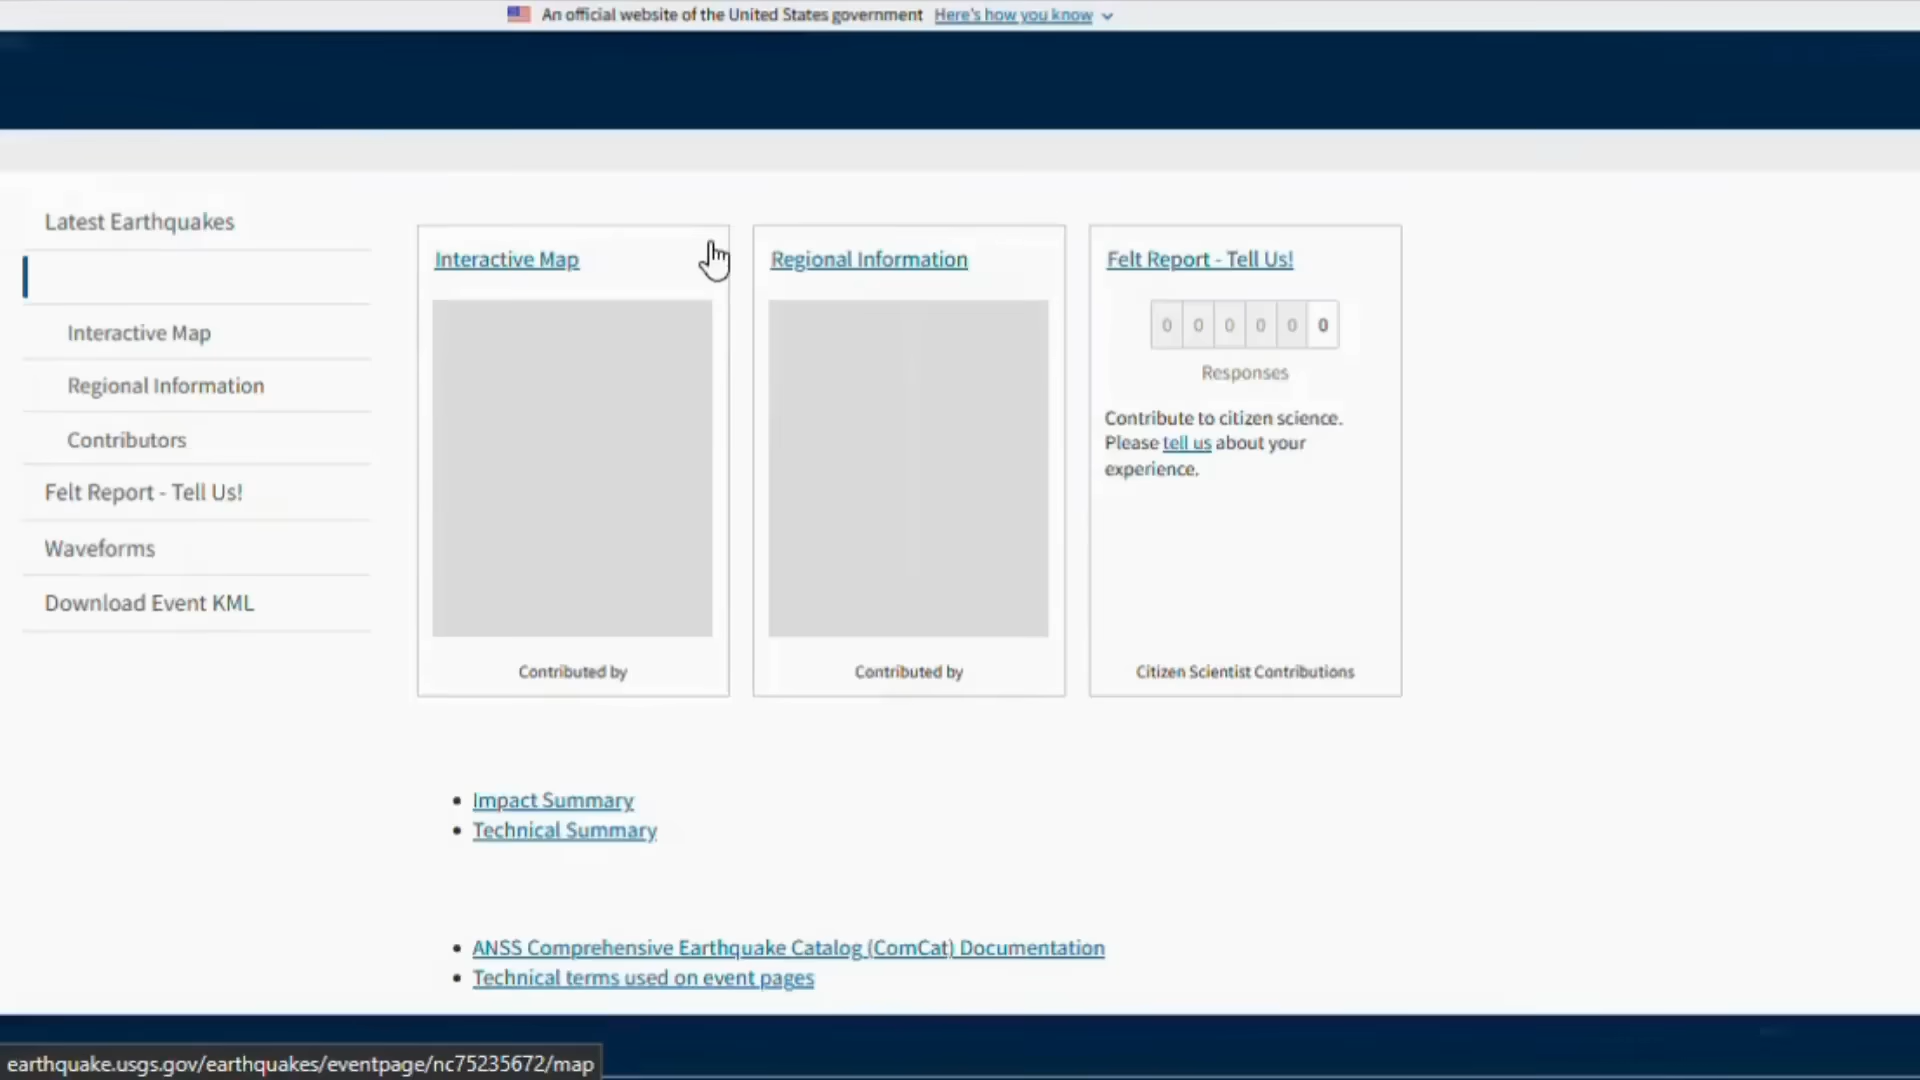 An official website of the United States government Here's how you know
Latest Earthquakes
Interactive Map
Regional Information
Contributors
Felt Report - Tell Us!
Waveforms
Download Event KML
Interactive Map
Contributed by
Regional Information
Contributed by
Felt Report - Tell Us!
0 0 0 0 0 0
Responses
Contribute to citizen science.
Please tell us about your
experience.
Citizen Scientist Contributions
Impact Summary
Technical Summary
ANSS Comprehensive Earthquake Catalog (ComCat) Documentation
Technical terms used on event pages
earthquake.usgs.gov/earthquakes/eventpage/nc75235672/map